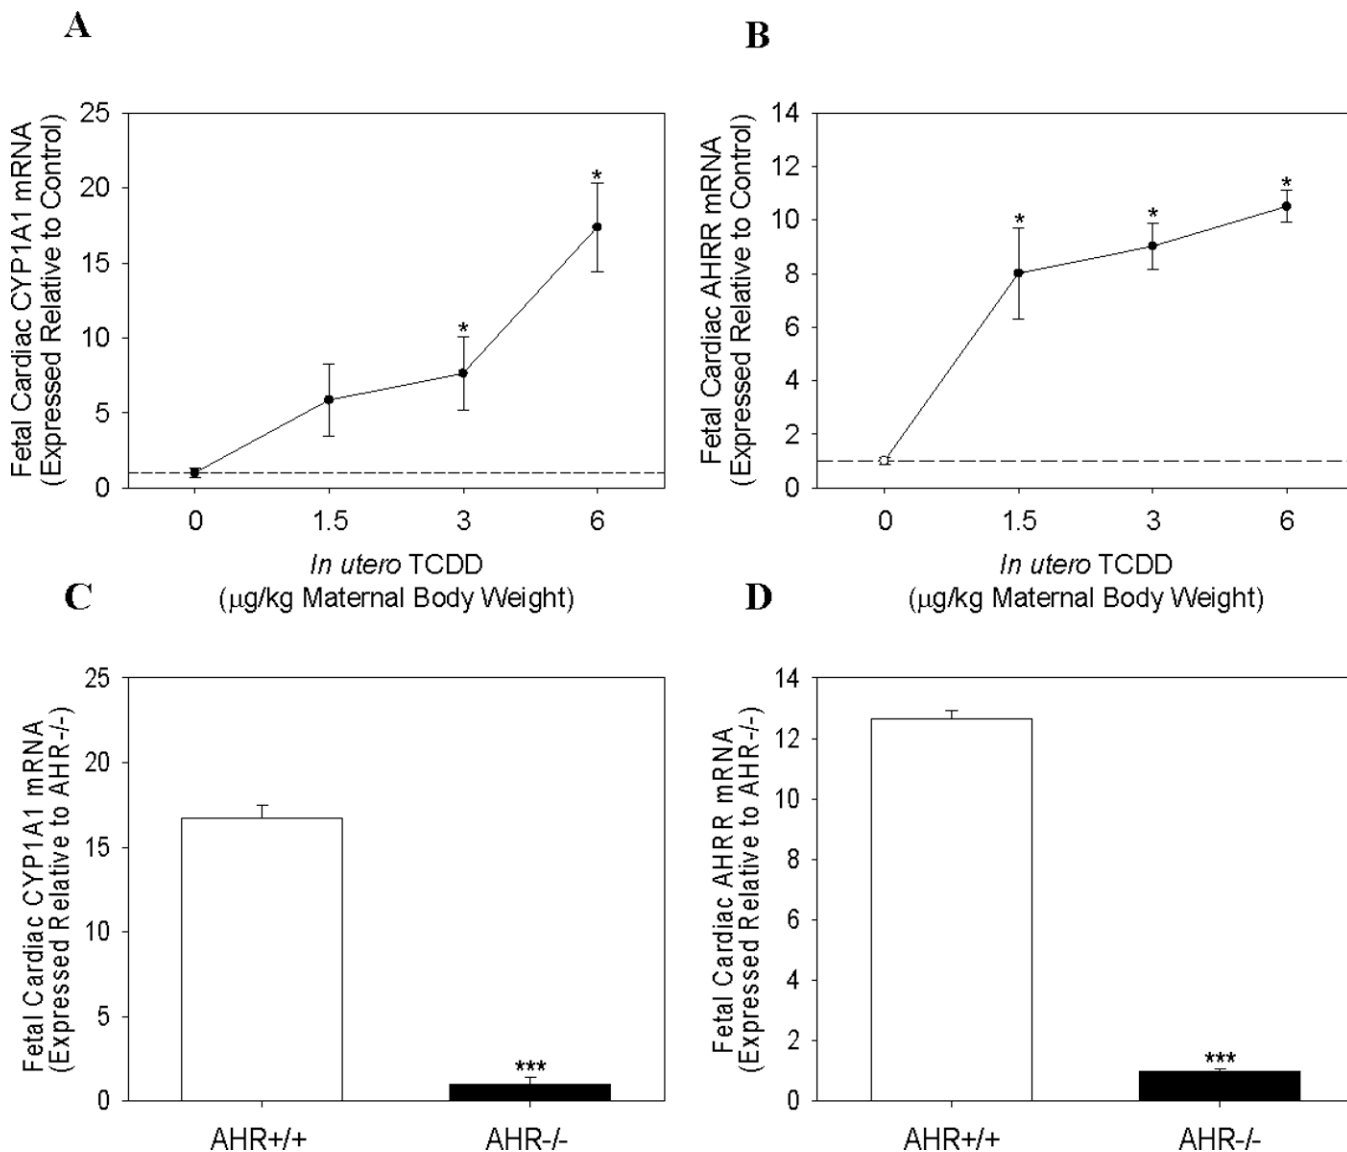 A
Fetal Cardiac CYP1A1 mRNA
(Expressed Relative to Control)
25
20
15
10
5
0
*
*
0 1.5 3 6
In utero TCDD
(μg/kg Maternal Body Weight)
B
Fetal Cardiac AHRR mRNA
(Expressed Relative to Control)
14
12
10
8
6
4
2
0
*
*
*
0 1.5 3 6
In utero TCDD
(μg/kg Maternal Body Weight)
C
Fetal Cardiac CYP1A1 mRNA
(Expressed Relative to AHR-/-)
25
20
15
10
5
0
***
AHR+/+ AHR-/-
D
Fetal Cardiac AHRR mRNA
(Expressed Relative to AHR-/-)
14
12
10
8
6
4
2
0
***
AHR+/+ AHR-/-